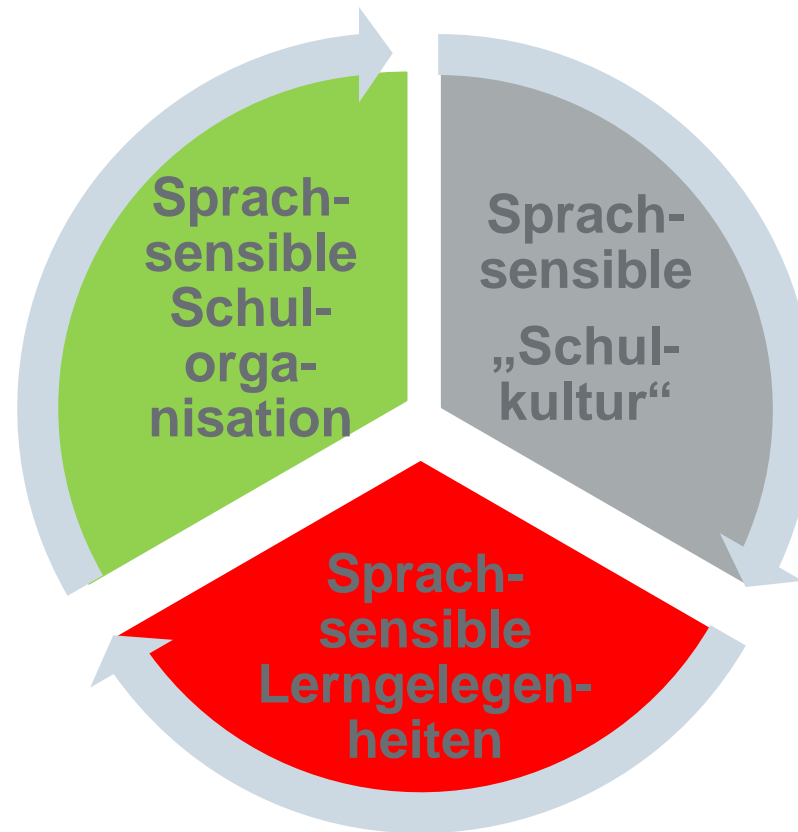 Sprach-
sensible
Schul-
orga-
nisation
Sprach-
sensible
„Schul-
kultur“
Sprach-
sensible
Lerngelegen-
heiten